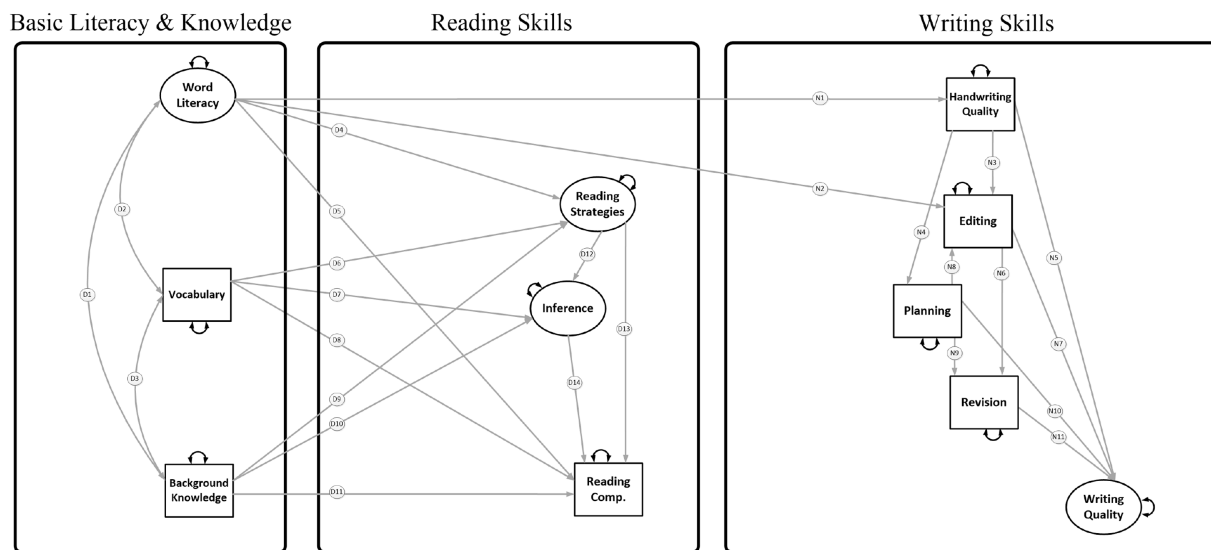 Basic Literacy & Knowledge
Reading Skills
Writing Skills
Word
Literacy
Vocabulary
Background
Knowledge
D1
D2
D3
D4
D5
D6
D7
D8
D9
D10
D11
Reading
Strategies
D12
Inference
D13
D14
Reading
Comp.
N1
N2
Handwriting
Quality
N3
N4
N5
Editing
N8
N6
Planning
N7
N9
Revision
N10
N11
Writing
Quality